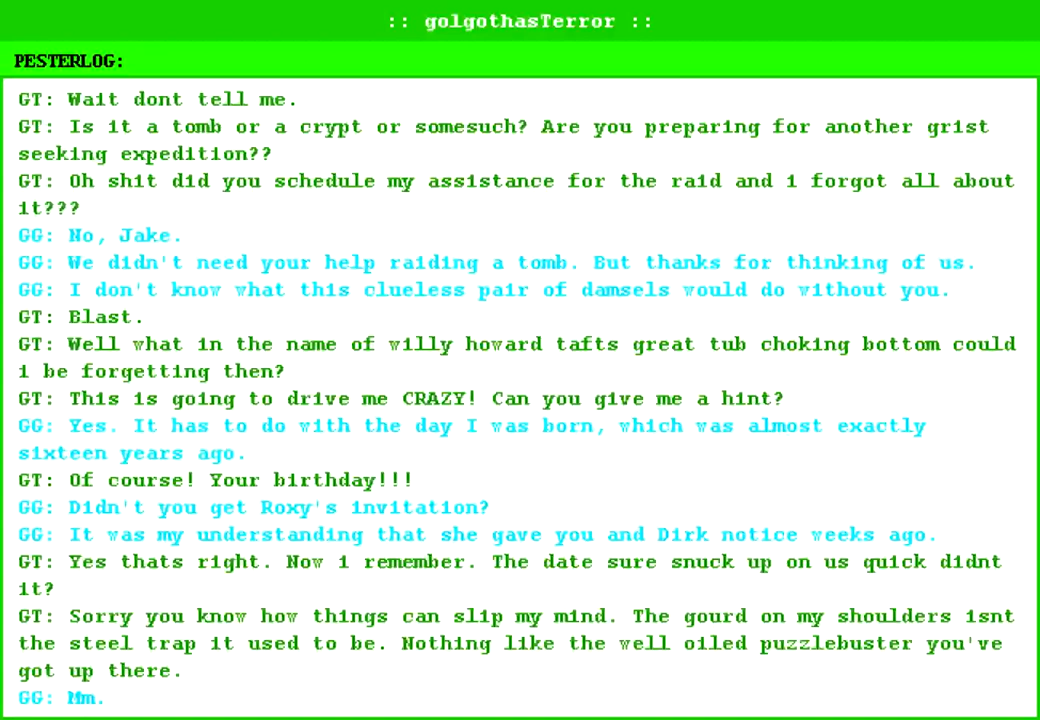 :: golgothasTerror ::
PESTERLOG:
GT: Wait dont tell me.
GT: Is it a tomb or a crypt or somesuch? Are you preparing for another grist
seeking expedition??
GT: Oh shit did you schedule my assistance for the raid and i forgot all about
it???
GG: No, Jake.
GG: We didn't need your help raiding a tomb. But thanks for thinking of us.
GG: I don't know what this clueless pair of damsels would do without you.
GT: Blast.
GT: Well what in the name of willy howard tafts great tub choking bottom could
i be forgetting then?
GT: This is going to drive me CRAZY! Can you give me a hint?
GG: Yes. It has to do with the day I was born, which was almost exactly
sixteen years ago.
GT: Of course! Your birthday!!!
GG: Didn't you get Roxy's invitation?
GG: It was my understanding that she gave you and Dirk notice weeks ago.
GT: Yes thats right. Now i remember. The date sure snuck up on us quick didnt
it?
GT: Sorry you know how things can slip my mind. The gourd on my shoulders isnt
the steel trap it used to be. Nothing like the well oiled puzzlebuster you've
got up there.
GG: Mm.